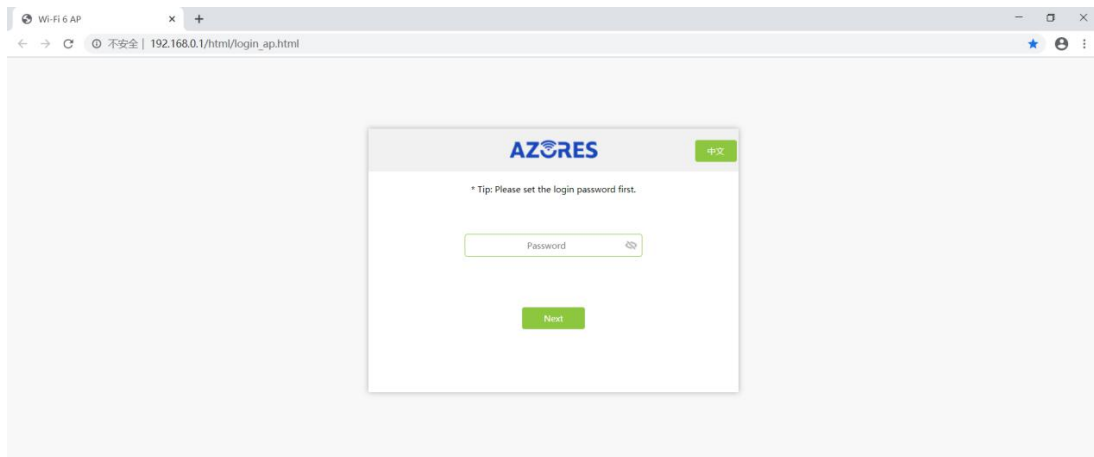 Wi-Fi 6 AP
不安全 | 192.168.0.1/html/login_ap.html
AZORES
中文
* Tip: Please set the login password first.
Password
Next